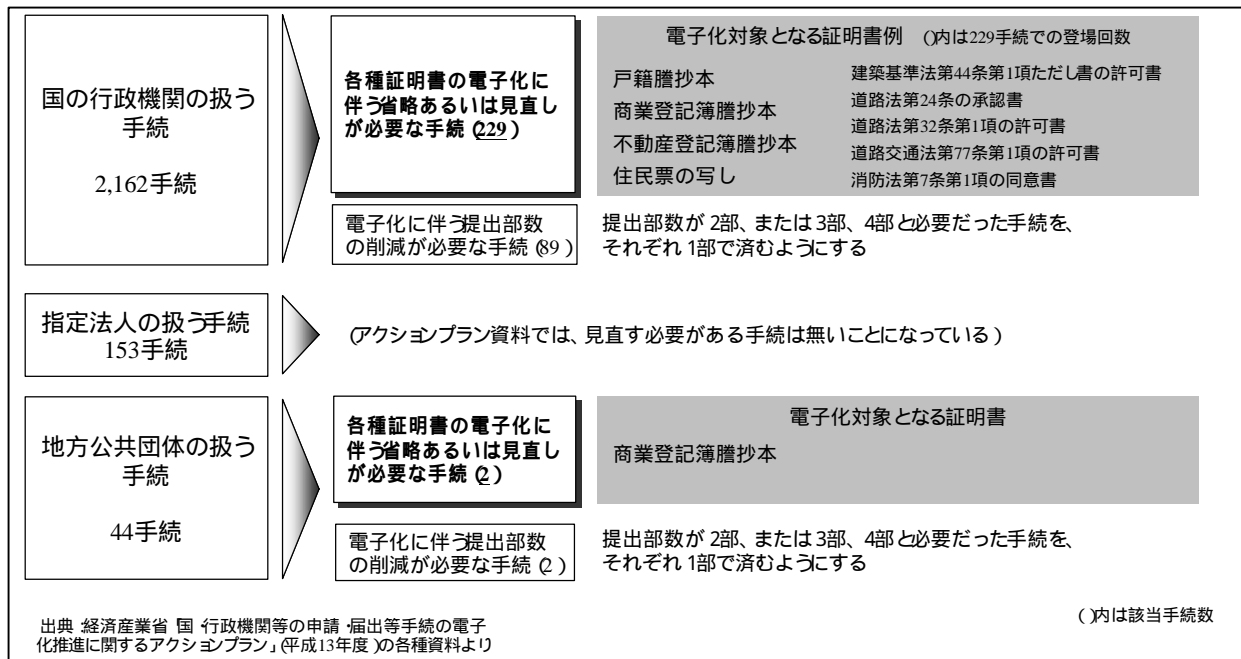 国の行政機関の扱う
手続
2,162手続
各種証明書の電子化に
伴う省略あるいは見直し
が必要な手続(229)
電子化対象となる証明書例 ()内は229手続での登場回数
戸籍謄抄本
商業登記簿謄抄本
不動産登記簿謄抄本
住民票の写し
建築基準法第44条第1項ただし書の許可書
道路法第24条の承認書
道路法第32条第1項の許可書
道路交通法第77条第1項の許可書
消防法第7条第1項の同意書
電子化に伴う提出部数
の削減が必要な手続(89)
提出部数が2部、または3部、4部と必要だった手続を、
それぞれ1部で済むようにする
指定法人の扱う手続
153手続
(アクションプラン資料では、見直す必要がある手続は無いことになっている)
地方公共団体の扱う
手続
44手続
各種証明書の電子化に
伴う省略あるいは見直し
が必要な手続(2)
電子化対象となる証明書
商業登記簿謄抄本
電子化に伴う提出部数
の削減が必要な手続(2)
提出部数が2部、または3部、4部と必要だった手続を、
それぞれ1部で済むようにする
()内は該当手続数
出典:経済産業省「国・行政機関等の申請・届出等手続の電子
化推進に関するアクションプラン」(平成13年度)の各種資料より